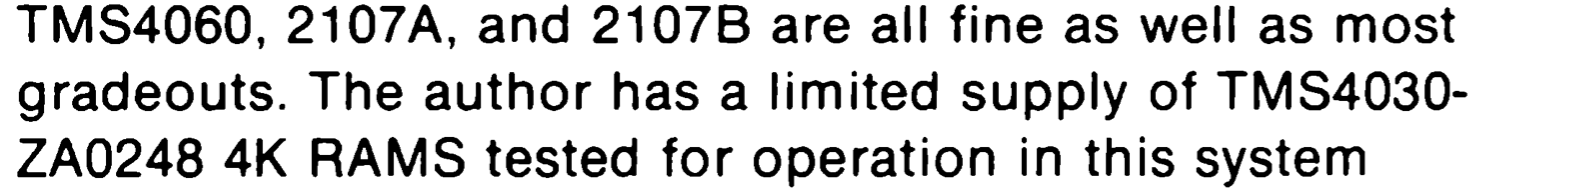 TMS4060, 2107A, and 2107B are all fine as well as most
gradeouts. The author has a limited supply of TMS4030-
ZA0248 4K RAMS tested for operation in this system